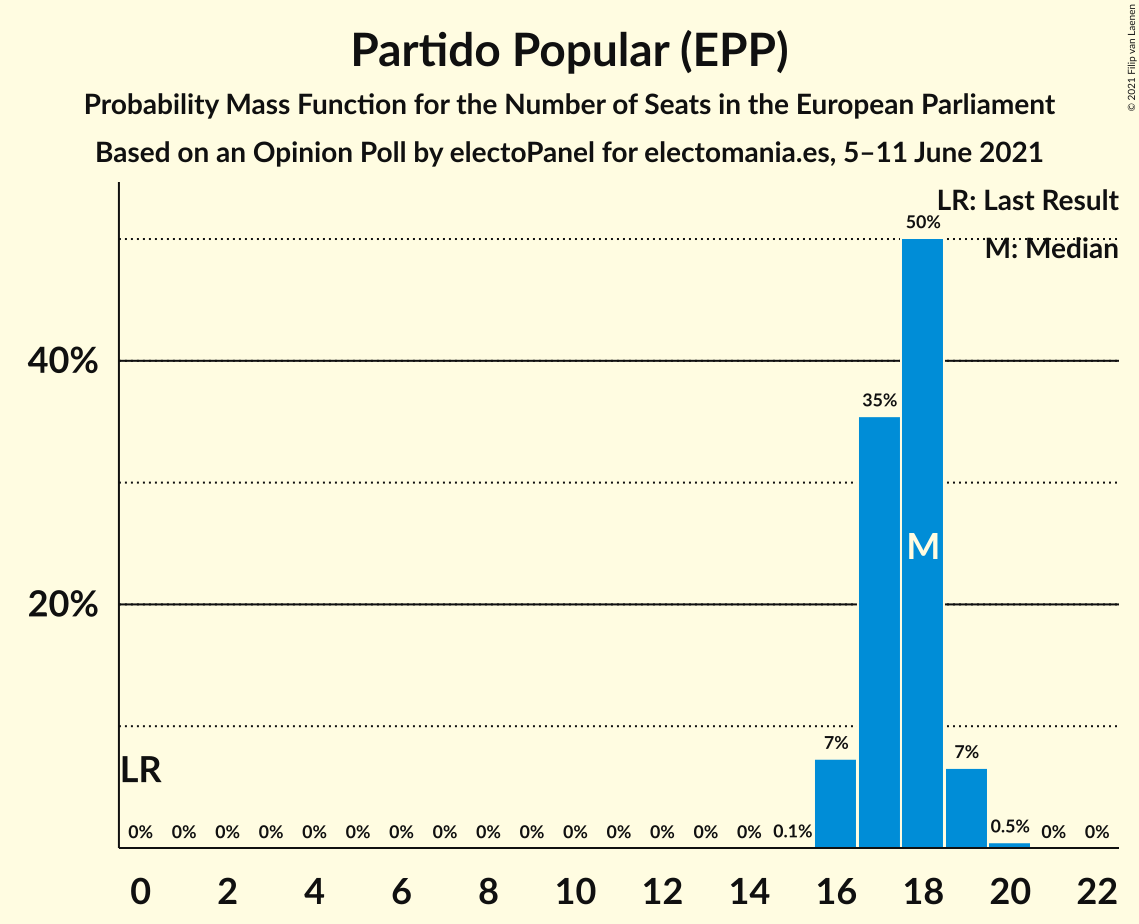 Partido Popular (EPP)
Probability Mass Function for the Number of Seats in the European Parliament
Based on an Opinion Poll by electoPanel for electomania.es, 5–11 June 2021
© 2021 Filip van Laenen
LR: Last Result
M: Median
50%
40%
35%
M
20%
7%
7%
LR
0% 0% 0% 0% 0% 0% 0% 0% 0% 0% 0% 0% 0% 0% 0% 0.1% 0.5% 0% 0%
0 2 4 6 8 10 12 14 16 18 20 22